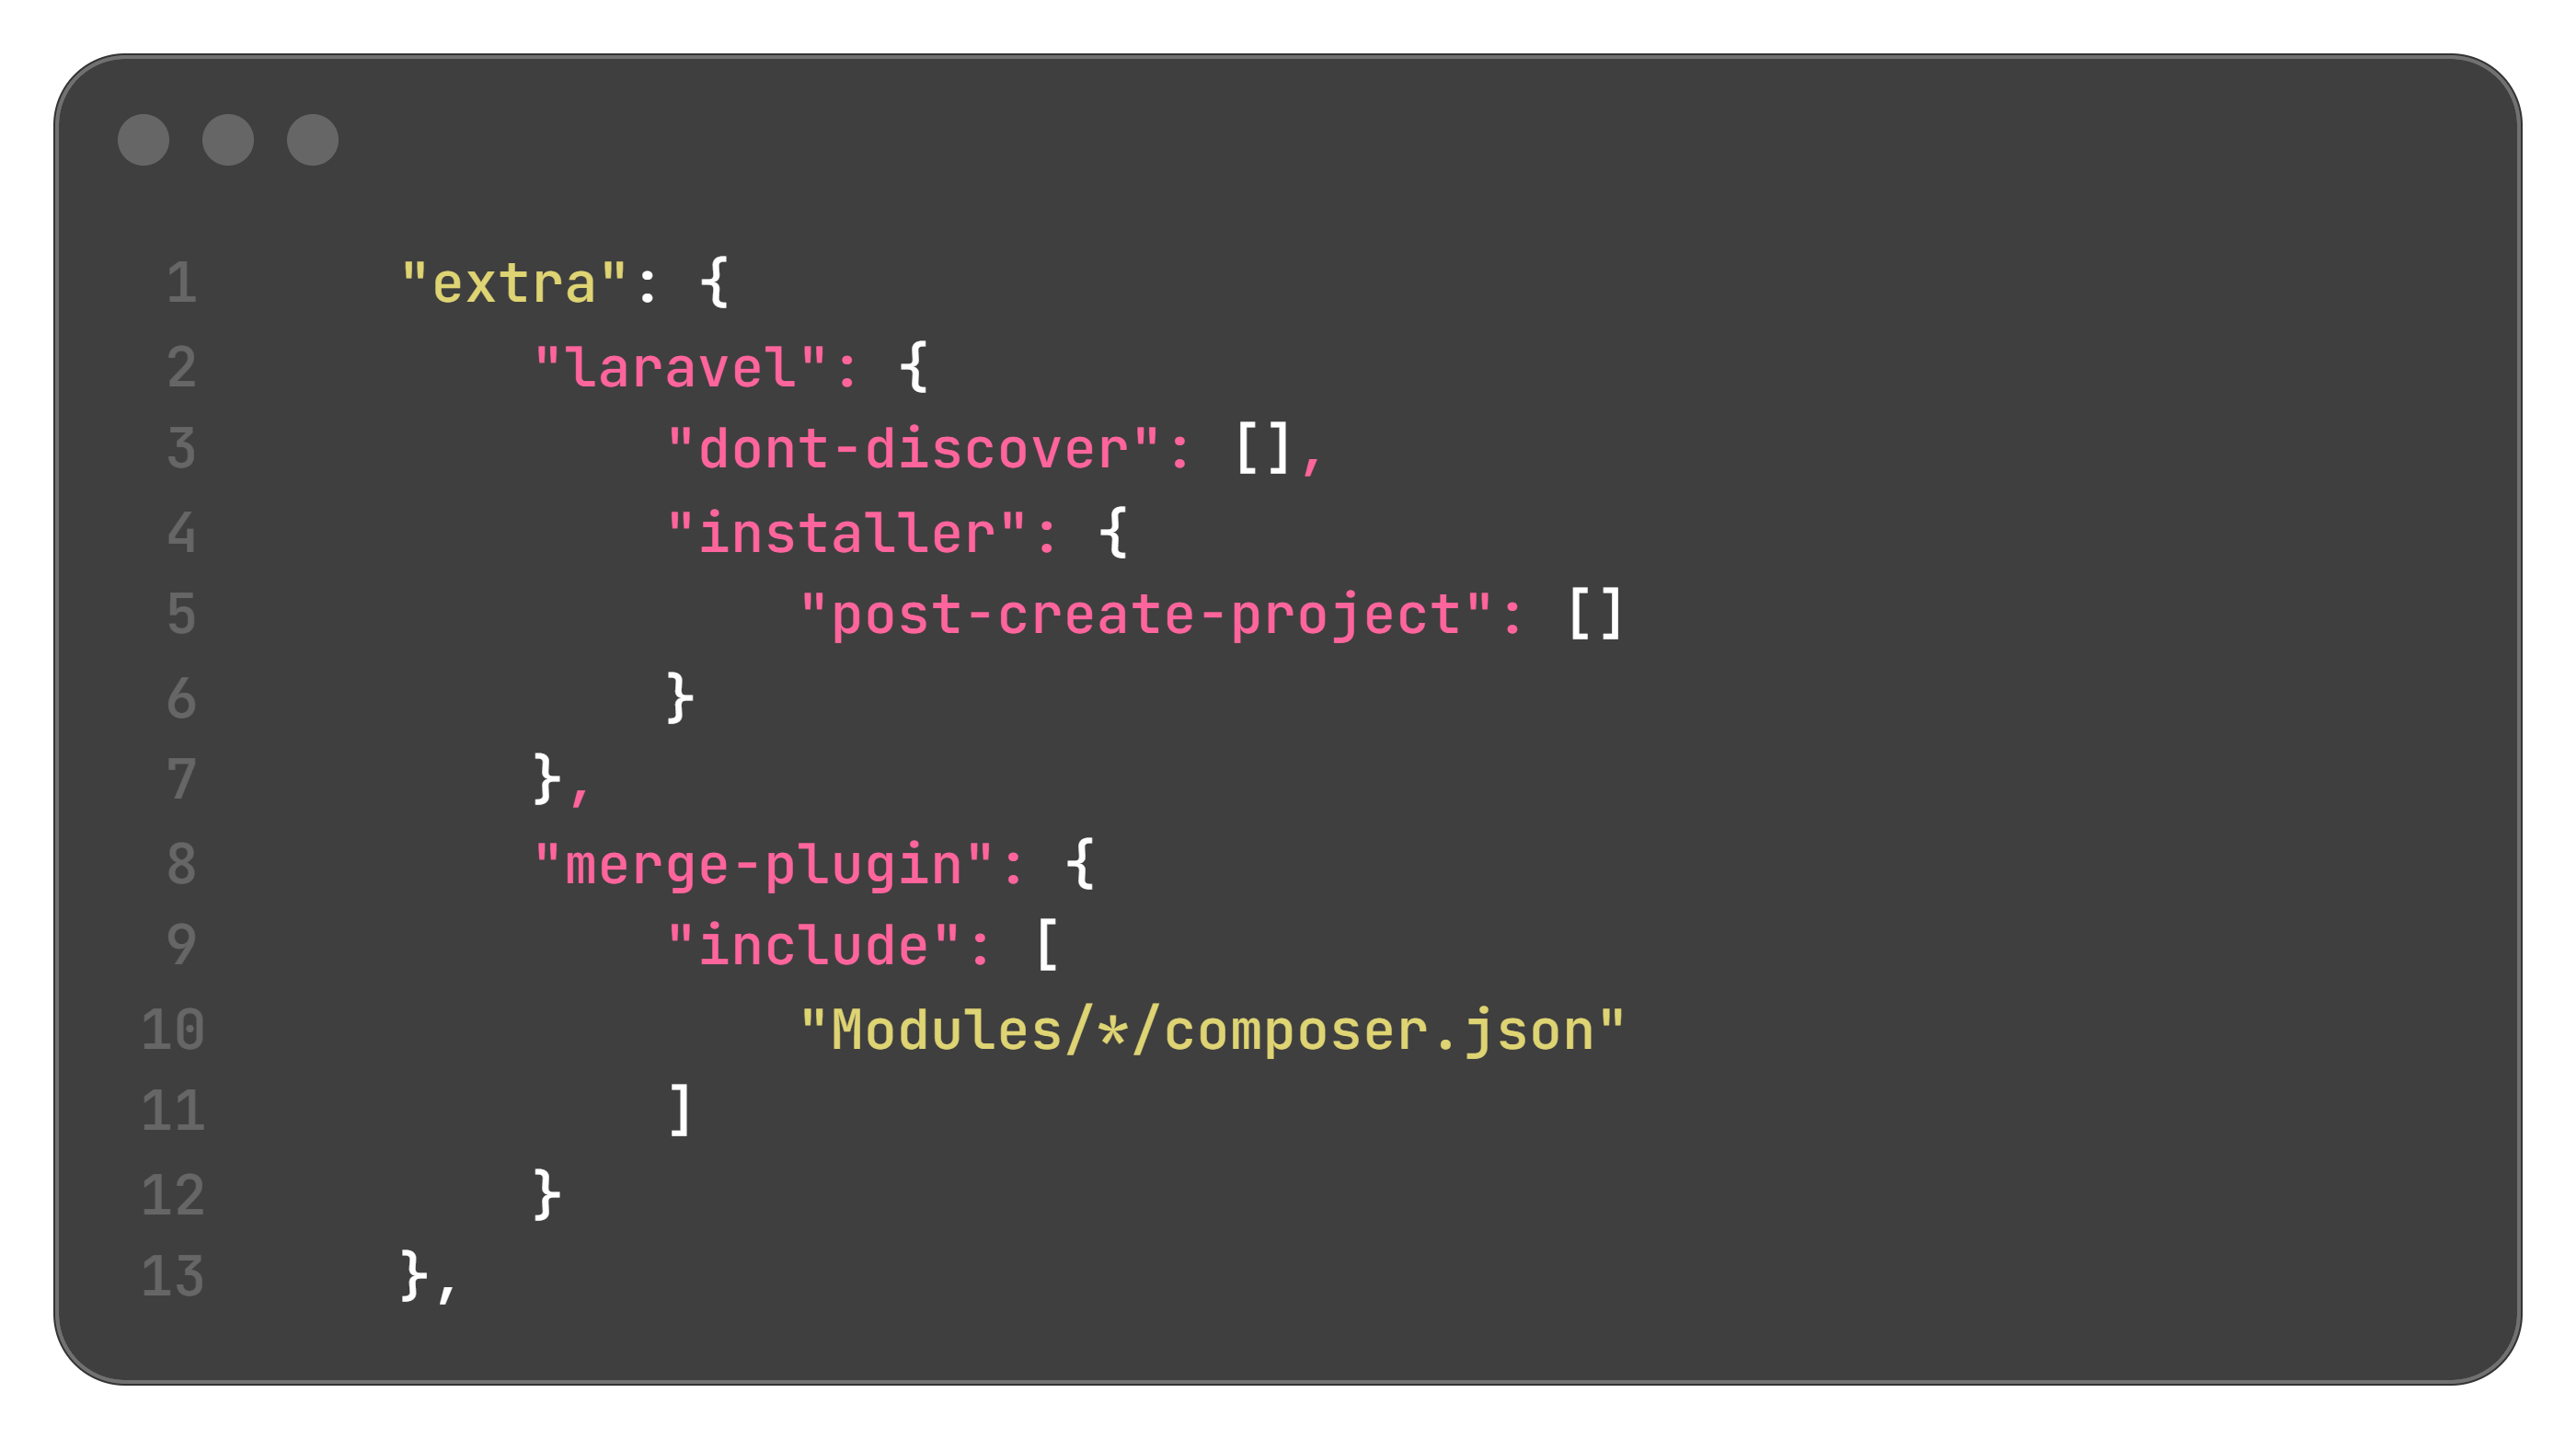 1 "extra": {
2 "laravel": {
3 "dont-discover": [],
4 "installer": {
5 "post-create-project": []
6 }
7 },
8 "merge-plugin": {
9 "include": [
10 "Modules/*/composer.json"
11 ]
12 }
13 },